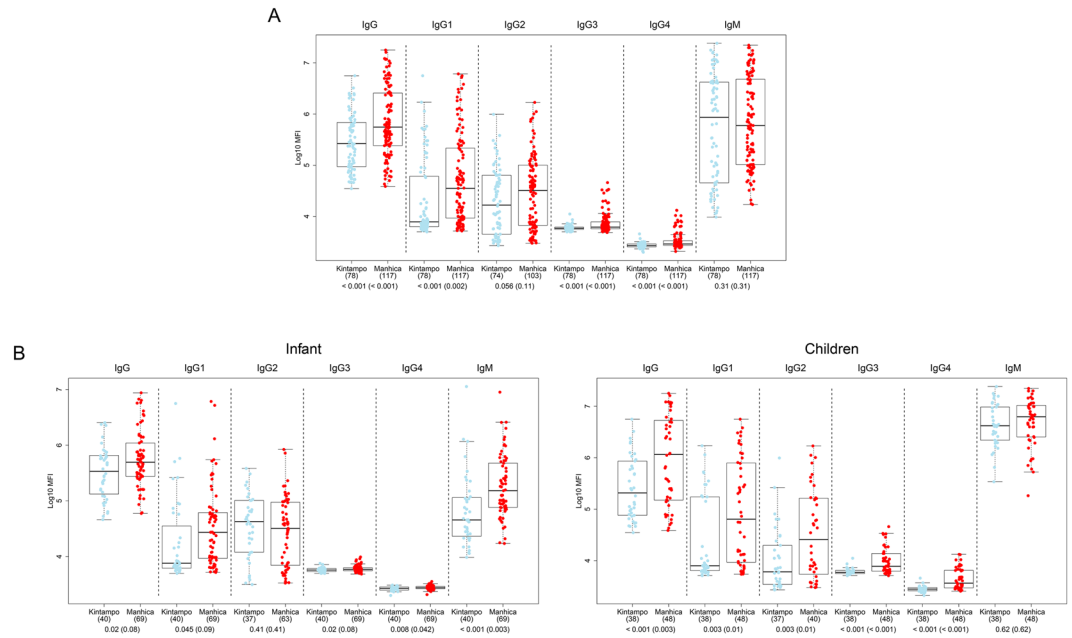 A
IgG IgG1 IgG2 IgG3 IgG4 IgM
Log10 MFI
7
6
5
4
Kintampo Manhica Kintampo Manhica Kintampo Manhica Kintampo Manhica Kintampo Manhica Kintampo Manhica
(78) (117) (78) (117) (74) (103) (78) (117) (78) (117) (78) (117)
< 0.001 (< 0.001) < 0.001 (0.002) 0.056 (0.11) < 0.001 (< 0.001) < 0.001 (< 0.001) 0.31 (0.31)
B
Infant
IgG IgG1 IgG2 IgG3 IgG4 IgM
Log10 MFI
7
6
5
4
Kintampo Manhica Kintampo Manhica Kintampo Manhica Kintampo Manhica Kintampo Manhica Kintampo Manhica
(40) (69) (40) (69) (37) (63) (40) (69) (40) (69) (40) (69)
0.02 (0.08) 0.045 (0.09) 0.41 (0.41) 0.02 (0.08) 0.008 (0.042) <0.001 (0.003)
Children
IgG IgG1 IgG2 IgG3 IgG4 IgM
Log10 MFI
7
6
5
4
Kintampo Manhica Kintampo Manhica Kintampo Manhica Kintampo Manhica Kintampo Manhica Kintampo Manhica
(38) (48) (38) (48) (37) (40) (38) (48) (38) (48) (38) (48)
< 0.001 (0.003) 0.003 (0.01) 0.003 (0.01) <0.001 (< 0.001) <0.001 (< 0.001) 0.62 (0.62)